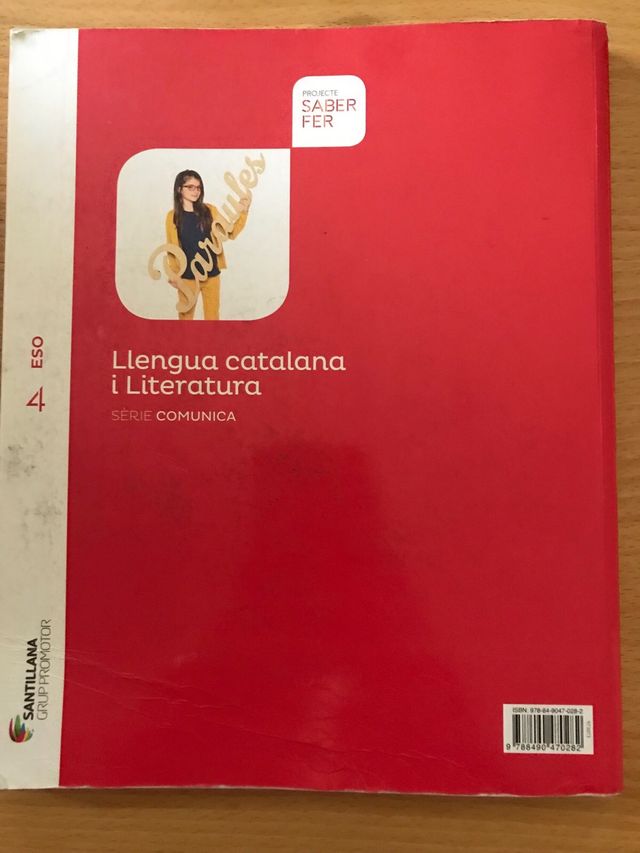 PROJECTE
SABER
FER
Paraules
Llengua catalana
i Literatura
SÈRIE COMUNICA
4 ESO
SANTILLANA
GRUP PROMOTOR
ISBN: 978-84-9047-028-2
9 788490 470282